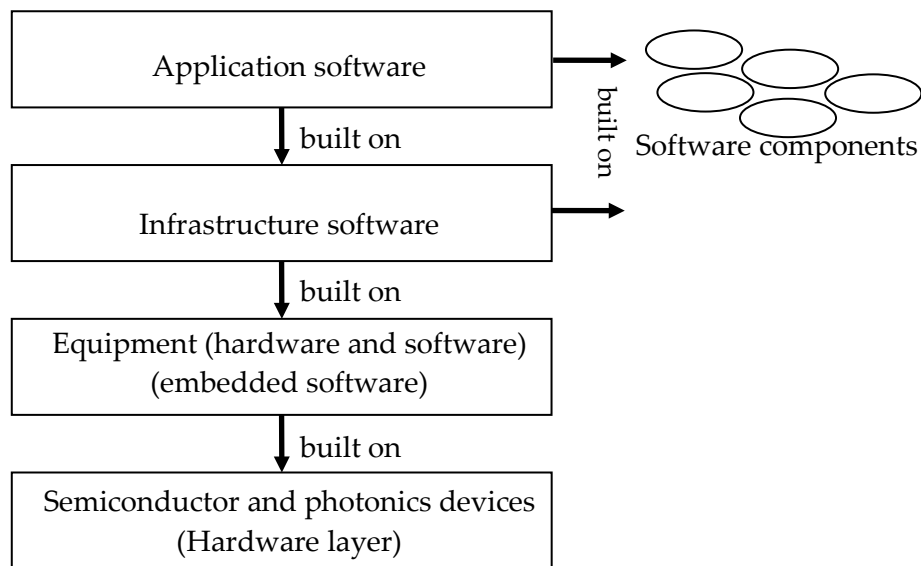 Application software
built on
built on
Software components
Infrastructure software
built on
Equipment (hardware and software)
(embedded software)
built on
Semiconductor and photonics devices
(Hardware layer)